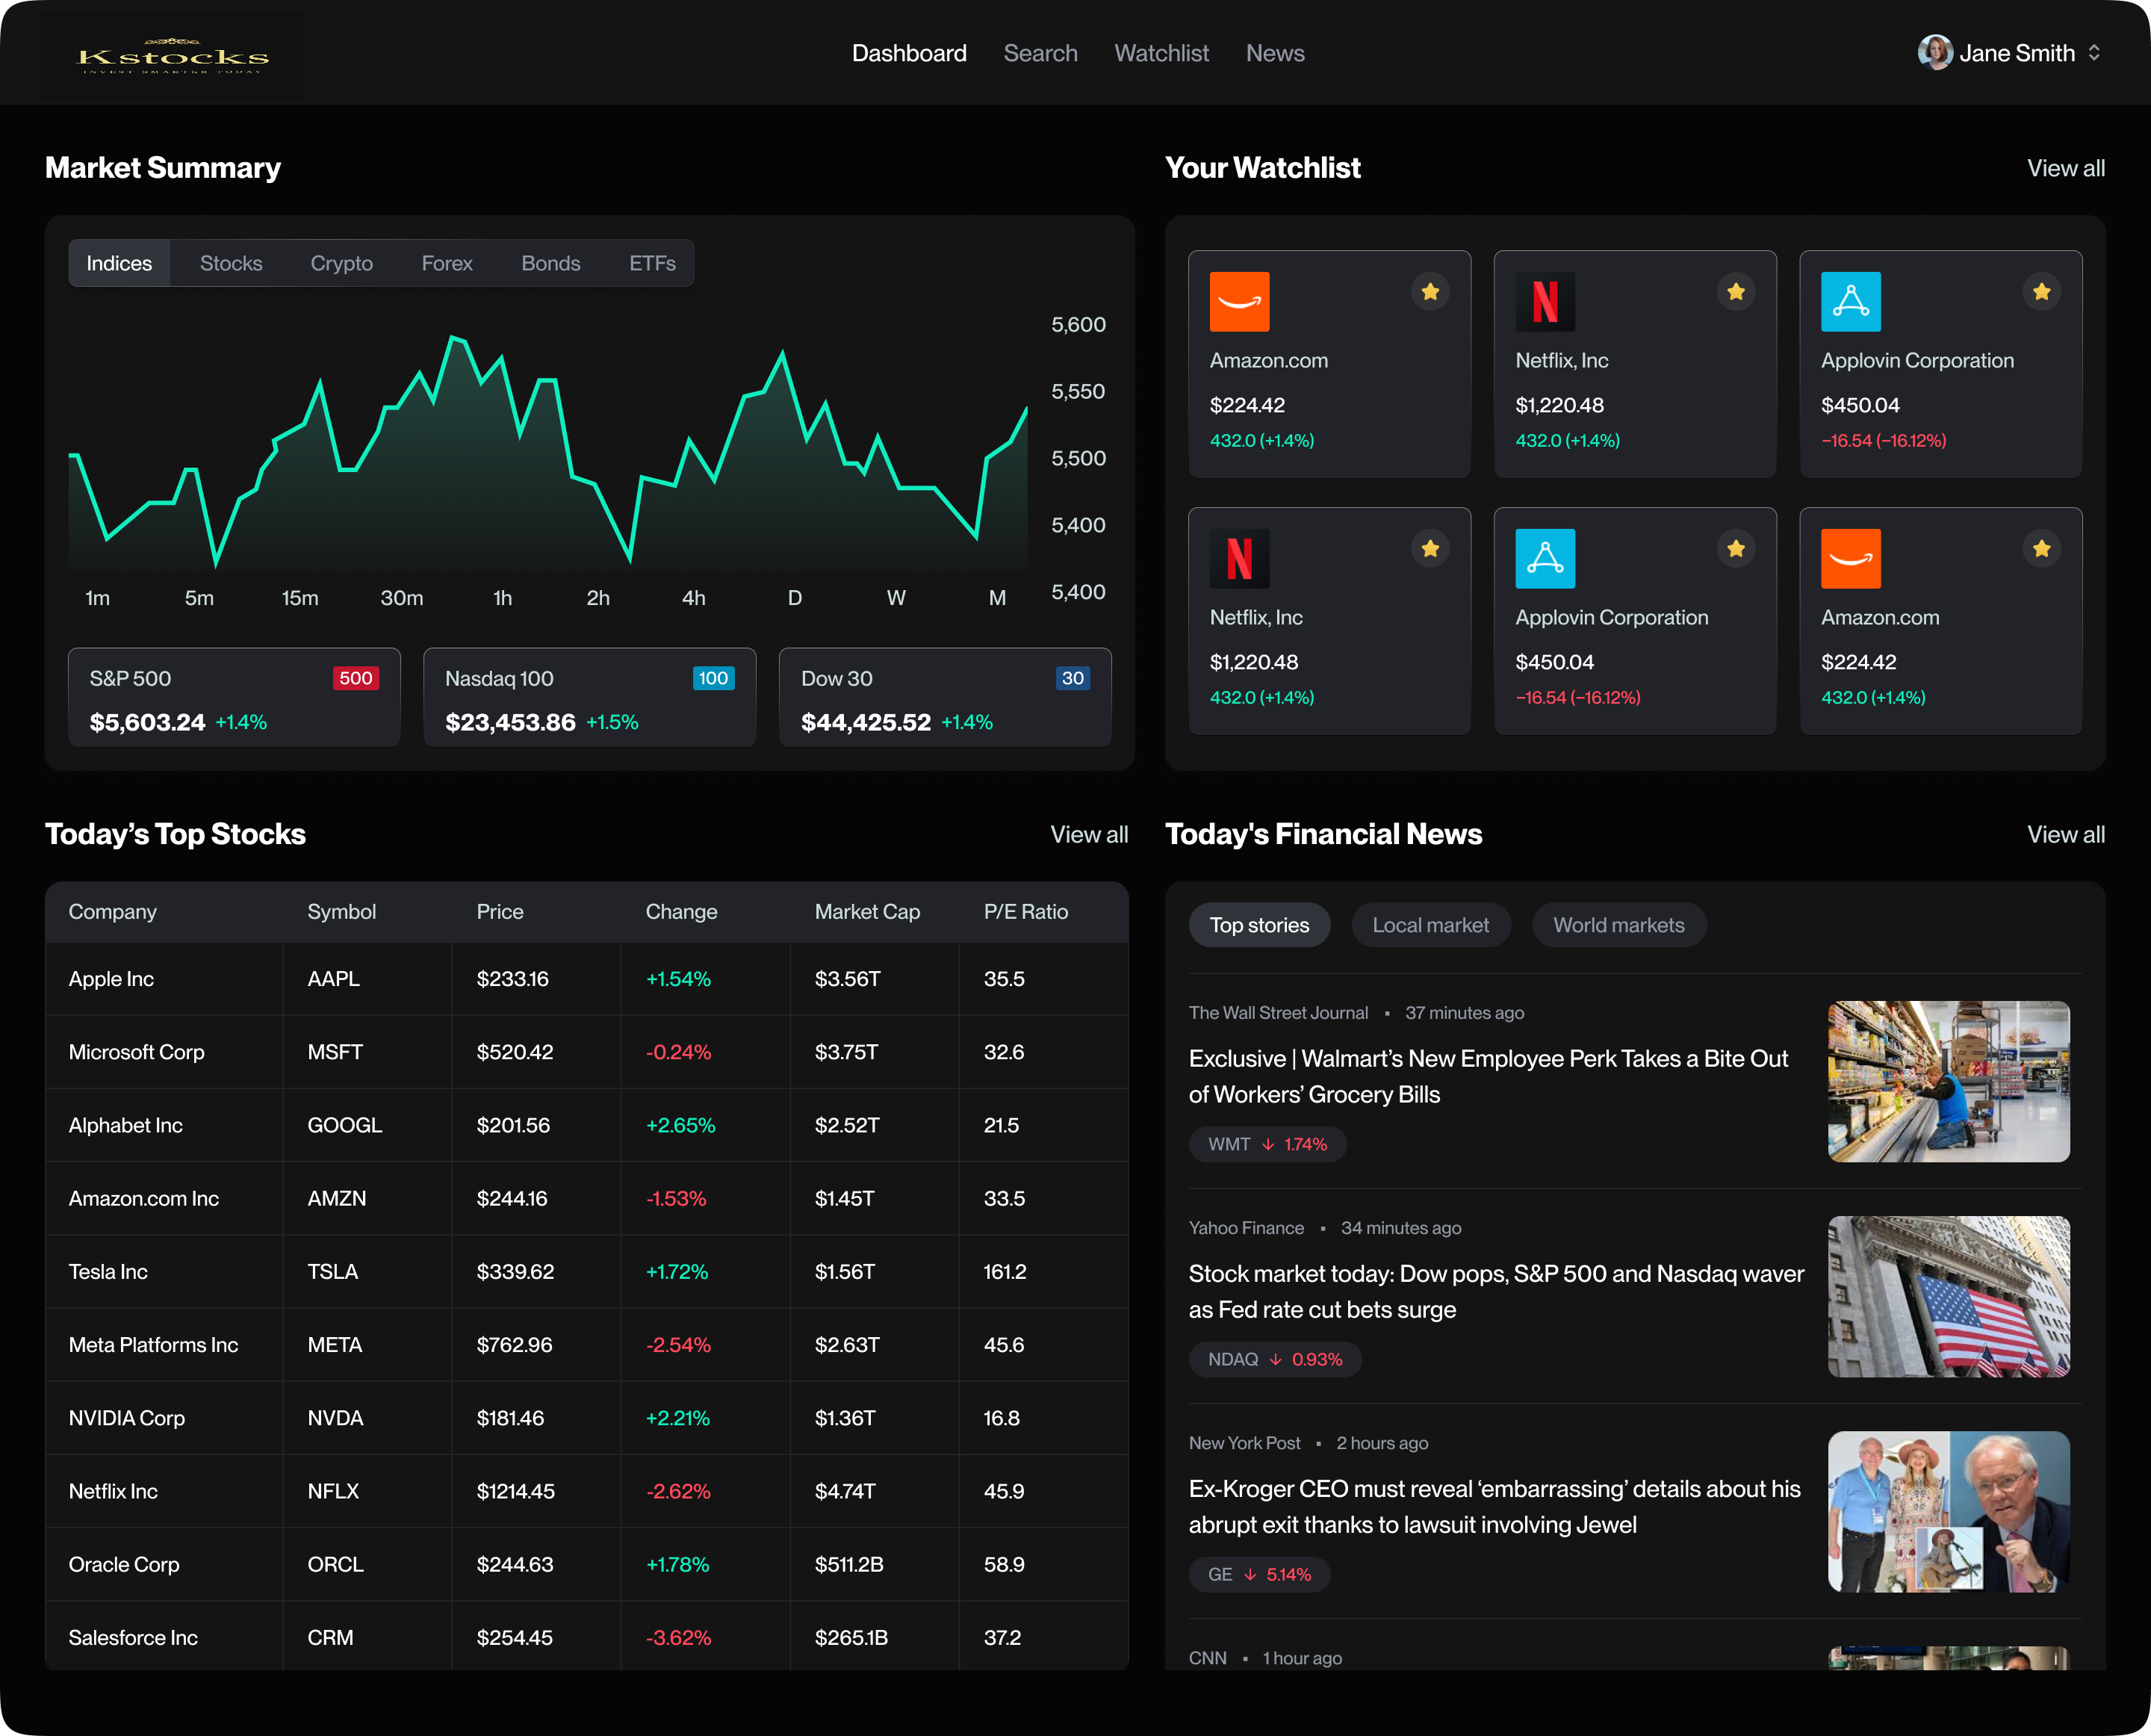 Kstocks
INVEST SMARTER TODAY
Dashboard
Search
Watchlist
News
Jane Smith
Market Summary
Indices
Stocks
Crypto
Forex
Bonds
ETFs
5,600
5,550
5,500
5,400
5,400
1m
5m
15m
30m
1h
2h
4h
D
W
M
S&P 500
500
$5,603.24 +1.4%
Nasdaq 100
100
$23,453.86 +1.5%
Dow 30
30
$44,425.52 +1.4%
Your Watchlist
View all
Amazon.com
$224.42
432.0 (+1.4%)
N
Netflix, Inc
$1,220.48
432.0 (+1.4%)
Applovin Corporation
$450.04
−16.54 (−16.12%)
N
Netflix, Inc
$1,220.48
432.0 (+1.4%)
Applovin Corporation
$450.04
−16.54 (−16.12%)
Amazon.com
$224.42
432.0 (+1.4%)
Today’s Top Stocks
View all
Company Symbol Price Change Market Cap P/E Ratio
Apple Inc AAPL $233.16 +1.54% $3.56T 35.5
Microsoft Corp MSFT $520.42 -0.24% $3.75T 32.6
Alphabet Inc GOOGL $201.56 +2.65% $2.52T 21.5
Amazon.com Inc AMZN $244.16 -1.53% $1.45T 33.5
Tesla Inc TSLA $339.62 +1.72% $1.56T 161.2
Meta Platforms Inc META $762.96 -2.54% $2.63T 45.6
NVIDIA Corp NVDA $181.46 +2.21% $1.36T 16.8
Netflix Inc NFLX $1214.45 -2.62% $4.74T 45.9
Oracle Corp ORCL $244.63 +1.78% $511.2B 58.9
Salesforce Inc CRM $254.45 -3.62% $265.1B 37.2
Today's Financial News
View all
Top stories
Local market
World markets
The Wall Street Journal • 37 minutes ago
Exclusive | Walmart’s New Employee Perk Takes a Bite Out
of Workers’ Grocery Bills
WMT ↓ 1.74%
Yahoo Finance • 34 minutes ago
Stock market today: Dow pops, S&P 500 and Nasdaq waver
as Fed rate cut bets surge
NDAQ ↓ 0.93%
New York Post • 2 hours ago
Ex-Kroger CEO must reveal ‘embarrassing’ details about his
abrupt exit thanks to lawsuit involving Jewel
GE ↓ 5.14%
CNN • 1 hour ago